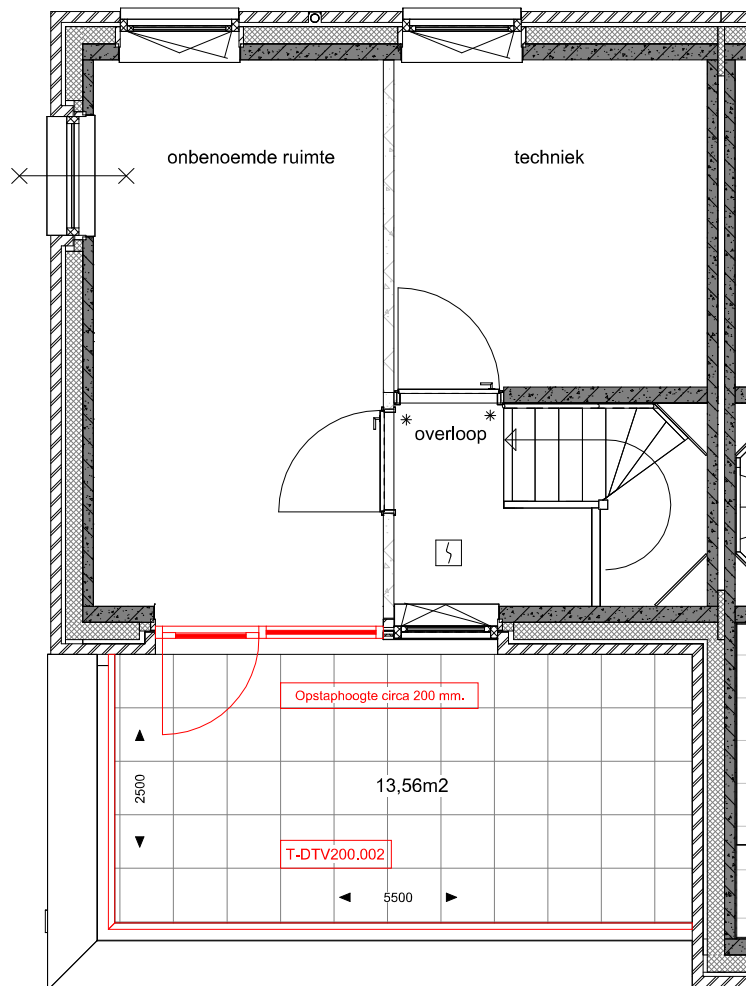 onbenoemde ruimte
techniek
overloop
Opstaphoogte circa 200 mm.
2500
13,56m2
T-DTV200.002
5500